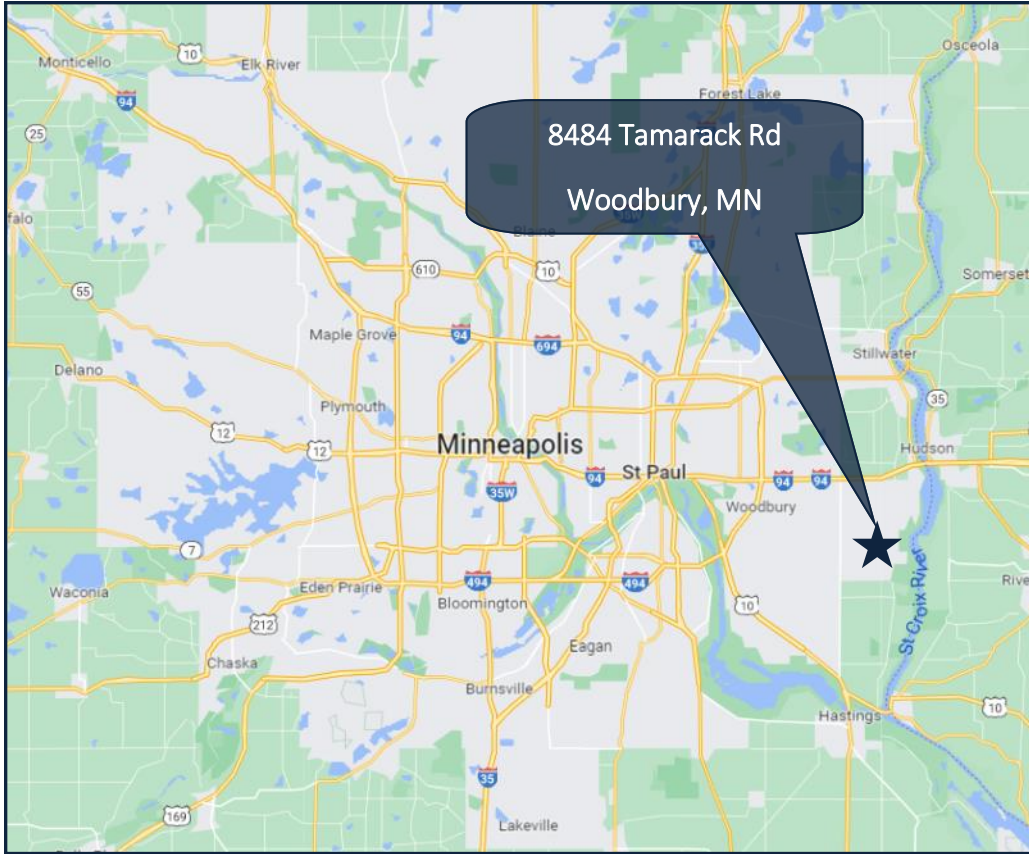 8484 Tamarack Rd
Woodbury, MN
10
Osceola
Monticello
Elk River
94
Forest Lake
25
35W
falo
Blaine
35
610
10
Somerset
55
94
Maple Grove
694
Stillwater
Delano
35
Plymouth
12
12
Minneapolis
Hudson
94
St Paul
94
94
35W
Woodbury
7
Waconia
Eden Prairie
494
494
Rive
Bloomington
10
St Croix River
212
Eagan
Chaska
Burnsville
10
Hastings
35
169
Lakeville